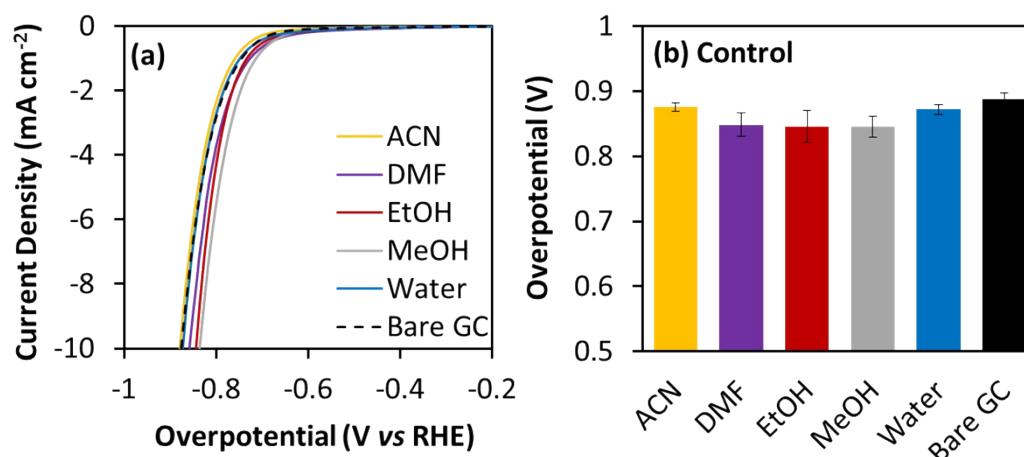 Current Density (mA cm⁻²)
0
-2
-4
-6
-8
-10
(a)
ACN
DMF
EtOH
MeOH
Water
Bare GC
-1
-0.8
-0.6
-0.4
-0.2
Overpotential (V vs RHE)
Overpotential (V)
1
0.9
0.8
0.7
0.6
0.5
(b) Control
ACN
DMF
EtOH
MeOH
Water
Bare GC